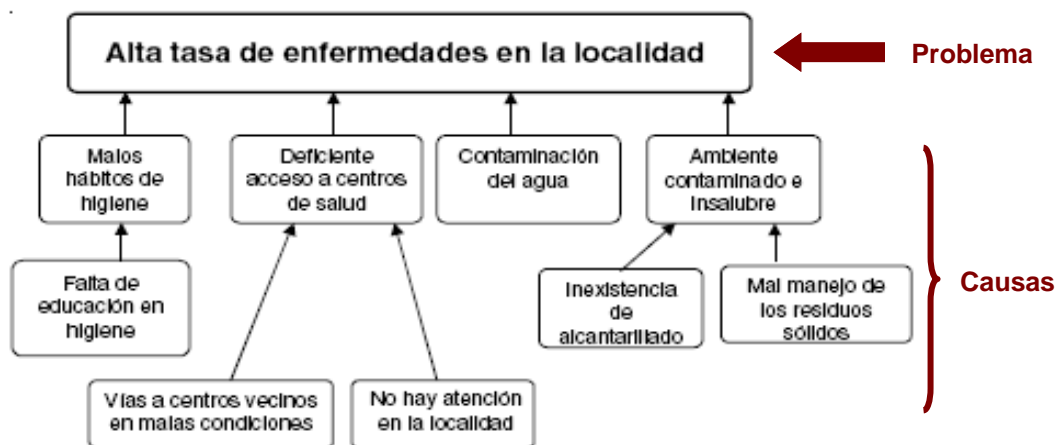 Alta tasa de enfermedades en la localidad
Problema
Malos
hábitos de
higiene
Deficiente
acceso a centros
de salud
Contaminación
del agua
Ambiente
contaminado e
insalubre
Falta de
educación en
higiene
Inexistencia
de
alcantarillado
Mal manejo de
los residuos
sólidos
Causas
Vías a centros vecinos
en malas condiciones
No hay atención
en la localidad